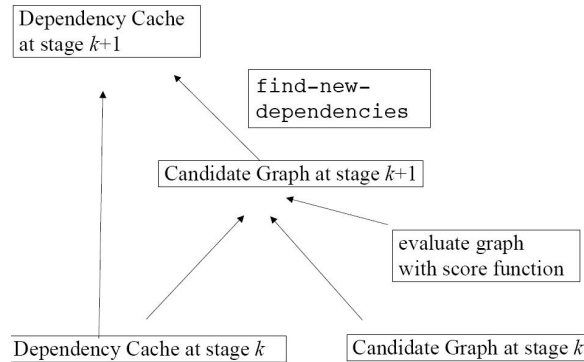 Dependency Cache
at stage k+1
find-new-
dependencies
Candidate Graph at stage k+1
evaluate graph
with score function
Dependency Cache at stage k
Candidate Graph at stage k